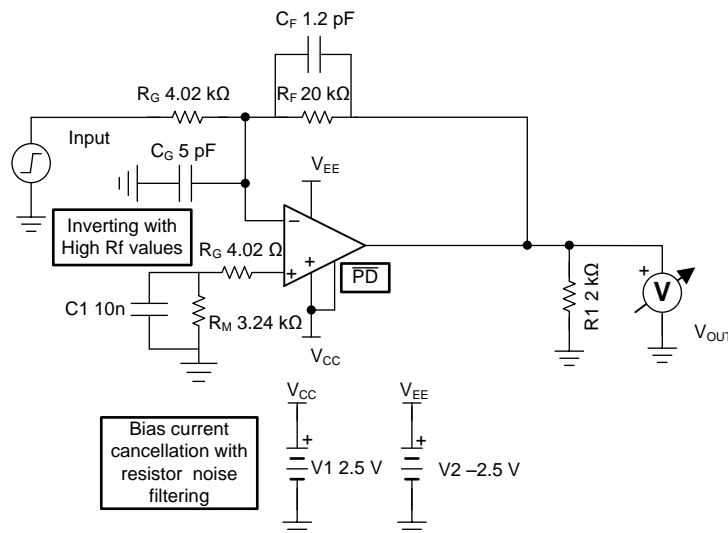 C_F 1.2 pF
R_G 4.02 kΩ
R_F 20 kΩ
Input
C_G 5 pF
V_EE
Inverting with
High Rf values
R_G 4.02 Ω
−
+
+
PD
C1 10n
R_M 3.24 kΩ
V_CC
R1 2 kΩ
+
V
V_OUT
Bias current
cancellation with
resistor noise
filtering
V_CC
+
V1 2.5 V
V_EE
+
V2 –2.5 V